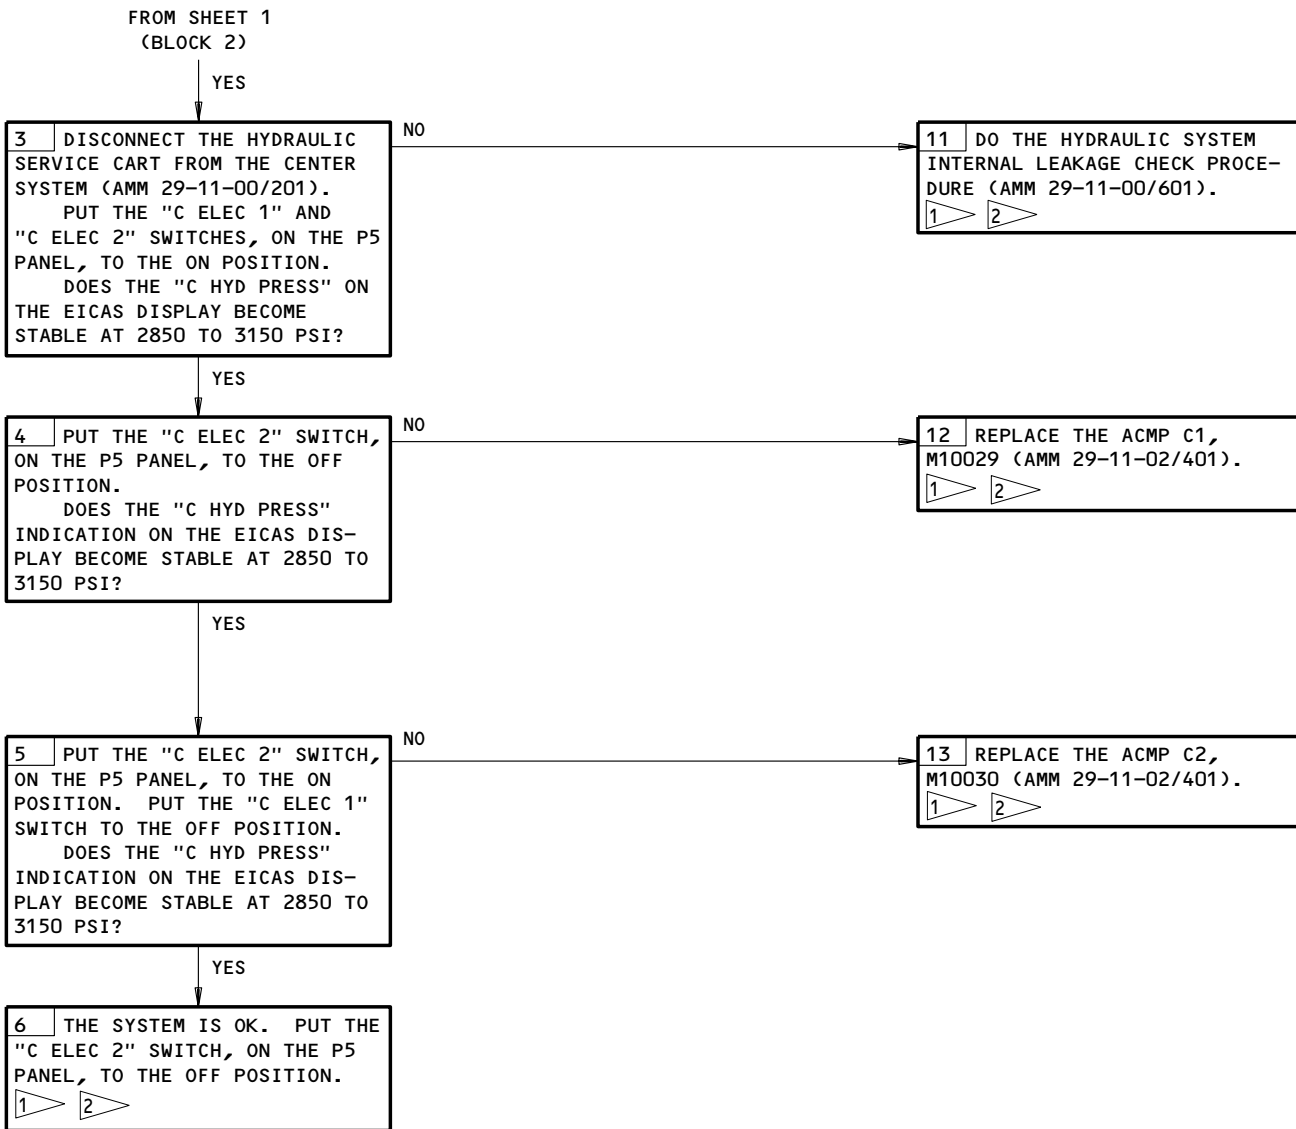 FROM SHEET 1
(BLOCK 2)
YES
3 DISCONNECT THE HYDRAULIC
SERVICE CART FROM THE CENTER
SYSTEM (AMM 29-11-00/201).
PUT THE "C ELEC 1" AND
"C ELEC 2" SWITCHES, ON THE P5
PANEL, TO THE ON POSITION.
DOES THE "C HYD PRESS" ON
THE EICAS DISPLAY BECOME
STABLE AT 2850 TO 3150 PSI?
NO
11 DO THE HYDRAULIC SYSTEM
INTERNAL LEAKAGE CHECK PROCE-
DURE (AMM 29-11-00/601).
1 2
YES
4 PUT THE "C ELEC 2" SWITCH,
ON THE P5 PANEL, TO THE OFF
POSITION.
DOES THE "C HYD PRESS"
INDICATION ON THE EICAS DIS-
PLAY BECOME STABLE AT 2850 TO
3150 PSI?
NO
12 REPLACE THE ACMP C1,
M10029 (AMM 29-11-02/401).
1 2
YES
5 PUT THE "C ELEC 2" SWITCH,
ON THE P5 PANEL, TO THE ON
POSITION. PUT THE "C ELEC 1"
SWITCH TO THE OFF POSITION.
DOES THE "C HYD PRESS"
INDICATION ON THE EICAS DIS-
PLAY BECOME STABLE AT 2850 TO
3150 PSI?
NO
13 REPLACE THE ACMP C2,
M10030 (AMM 29-11-02/401).
1 2
YES
6 THE SYSTEM IS OK. PUT THE
"C ELEC 2" SWITCH, ON THE P5
PANEL, TO THE OFF POSITION.
1 2